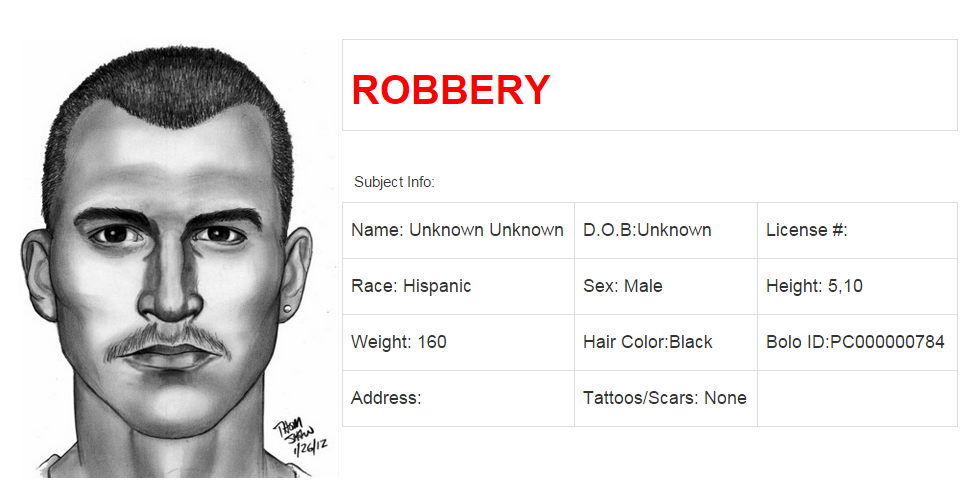 ROBBERY
Subject Info:
Name: Unknown Unknown D.O.B:Unknown License #:
Race: Hispanic Sex: Male Height: 5,10
Weight: 160 Hair Color:Black Bolo ID:PC000000784
Address: Tattoos/Scars: None
THOM
SHAW
1/26/12